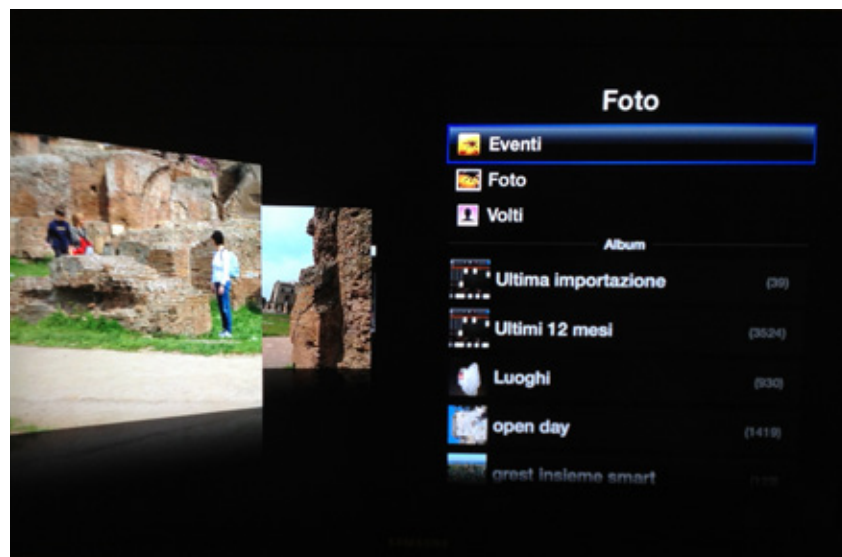 Foto
Eventi
Foto
Volti
Album
Ultima importazione (39)
Ultimi 12 mesi (3524)
Luoghi (930)
open day (1419)
grest insieme smart
SAMSUNG